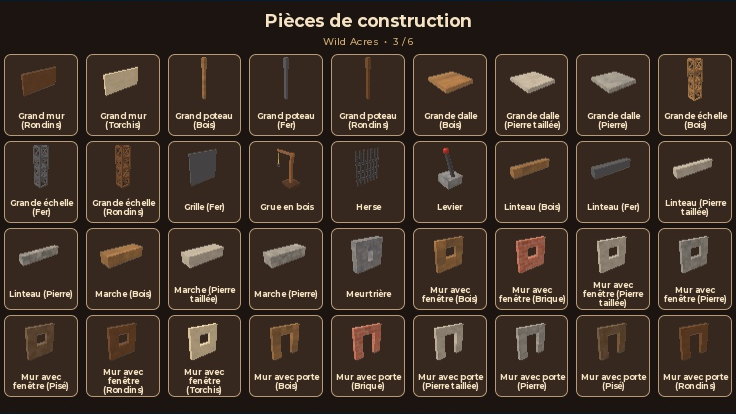 Pièces de construction
Wild Acres • 3 / 6
Grand mur
(Rondins)
Grand mur
(Torchis)
Grand poteau
(Bois)
Grand poteau
(Fer)
Grand poteau
(Rondins)
Grande dalle
(Bois)
Grande dalle
(Pierre taillée)
Grande dalle
(Pierre)
Grande échelle
(Bois)
Grande échelle
(Fer)
Grande échelle
(Rondins)
Grille (Fer)
Grue en bois
Herse
Levier
Linteau (Bois)
Linteau (Fer)
Linteau (Pierre
taillée)
Linteau (Pierre)
Marche (Bois)
Marche (Pierre
taillée)
Marche (Pierre)
Meurtrière
Mur avec
fenêtre (Bois)
Mur avec
fenêtre (Brique)
Mur avec
fenêtre (Pierre
taillée)
Mur avec
fenêtre (Pierre)
Mur avec
fenêtre (Pisé)
Mur avec
fenêtre
(Rondins)
Mur avec
fenêtre
(Torchis)
Mur avec porte
(Bois)
Mur avec porte
(Brique)
Mur avec porte
(Pierre taillée)
Mur avec porte
(Pierre)
Mur avec porte
(Pisé)
Mur avec porte
(Rondins)